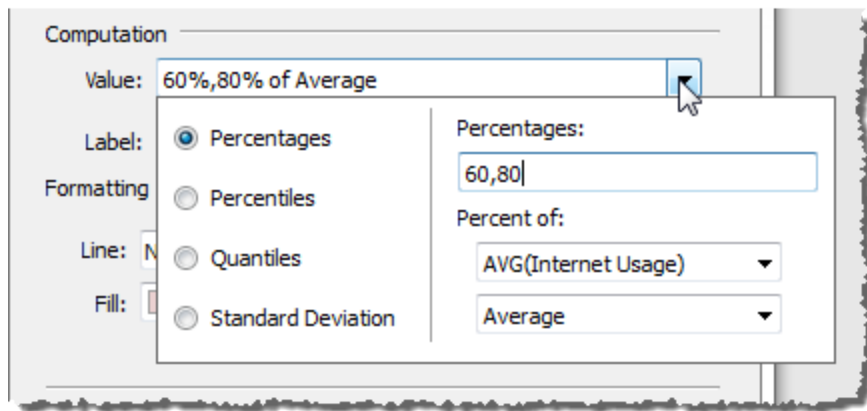 Computation
Value: 60%,80% of Average
Label:
Percentages
Percentages:
60,80
Formatting
Percentiles
Percent of:
Line: N
Quantiles
AVG(Internet Usage)
Fill:
Standard Deviation
Average